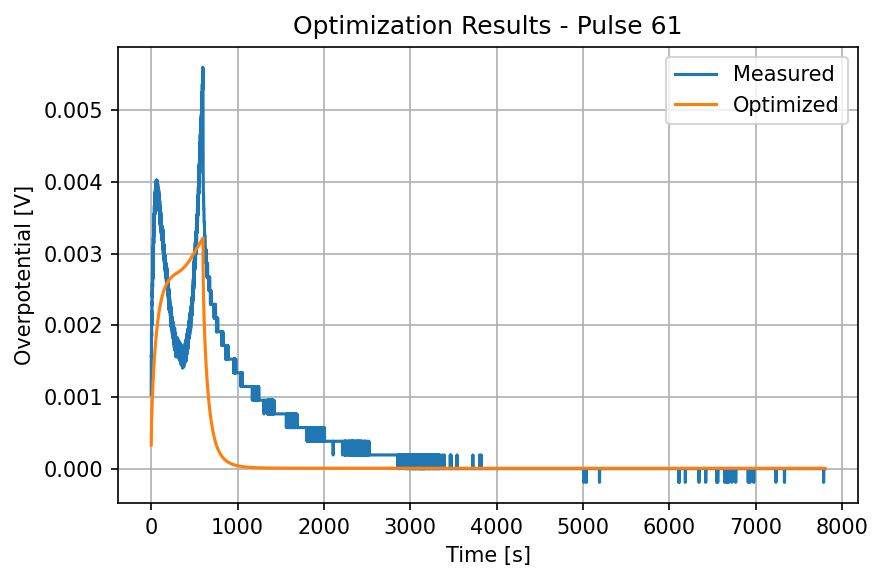 Optimization Results - Pulse 61
Measured
Optimized
Overpotential [V]
0.005
0.004
0.003
0.002
0.001
0.000
0 1000 2000 3000 4000 5000 6000 7000 8000
Time [s]